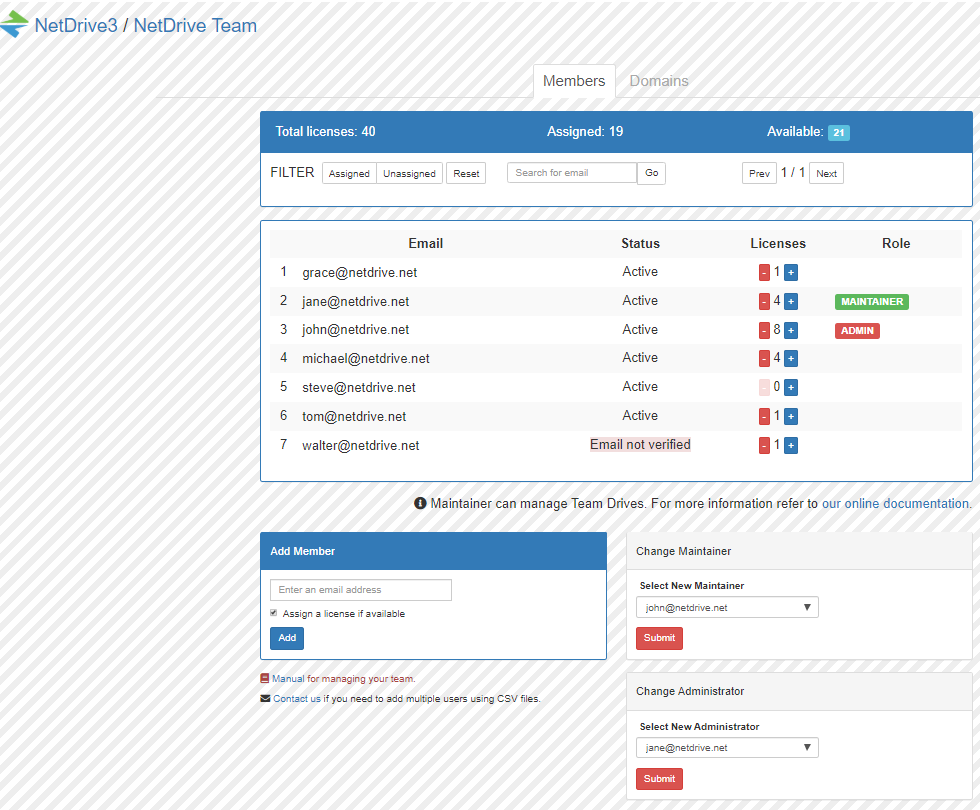 NetDrive3 / NetDrive Team
Members Domains
Total licenses: 40 Assigned: 19 Available: 21
FILTER Assigned Unassigned Reset Search for email Go Prev 1 / 1 Next
Email Status Licenses Role
1 grace@netdrive.net Active - 1 +
2 jane@netdrive.net Active - 4 + MAINTAINER
3 john@netdrive.net Active - 8 + ADMIN
4 michael@netdrive.net Active - 4 +
5 steve@netdrive.net Active - 0 +
6 tom@netdrive.net Active - 1 +
7 walter@netdrive.net Email not verified - 1 +
Maintainer can manage Team Drives. For more information refer to our online documentation.
Add Member
Enter an email address
Assign a license if available
Add
Manual for managing your team.
Contact us if you need to add multiple users using CSV files.
Change Maintainer
Select New Maintainer
john@netdrive.net
Submit
Change Administrator
Select New Administrator
jane@netdrive.net
Submit